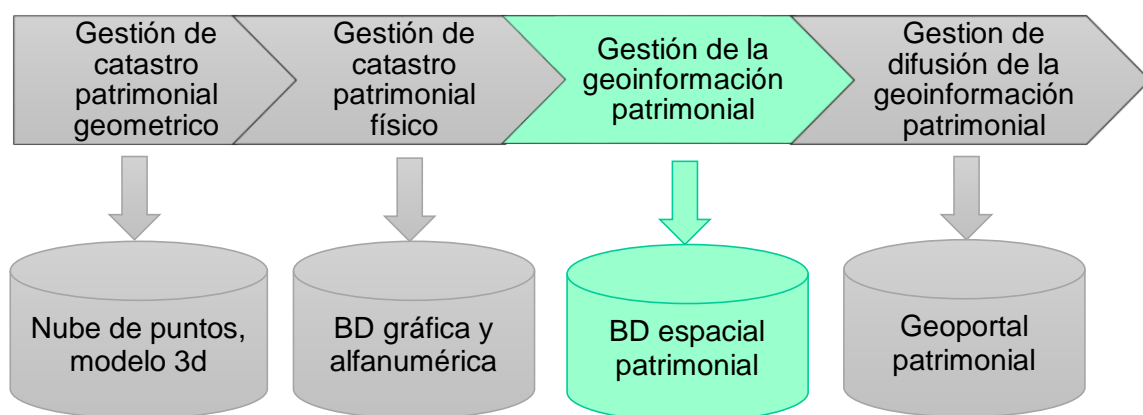 Gestión de
catastro
patrimonial
geometrico
Gestión de
catastro
patrimonial
físico
Gestión de la
geoinformación
patrimonial
Gestion de
difusión de la
geoinformación
patrimonial
Nube de puntos,
modelo 3d
BD gráfica y
alfanumérica
BD espacial
patrimonial
Geoportal
patrimonial